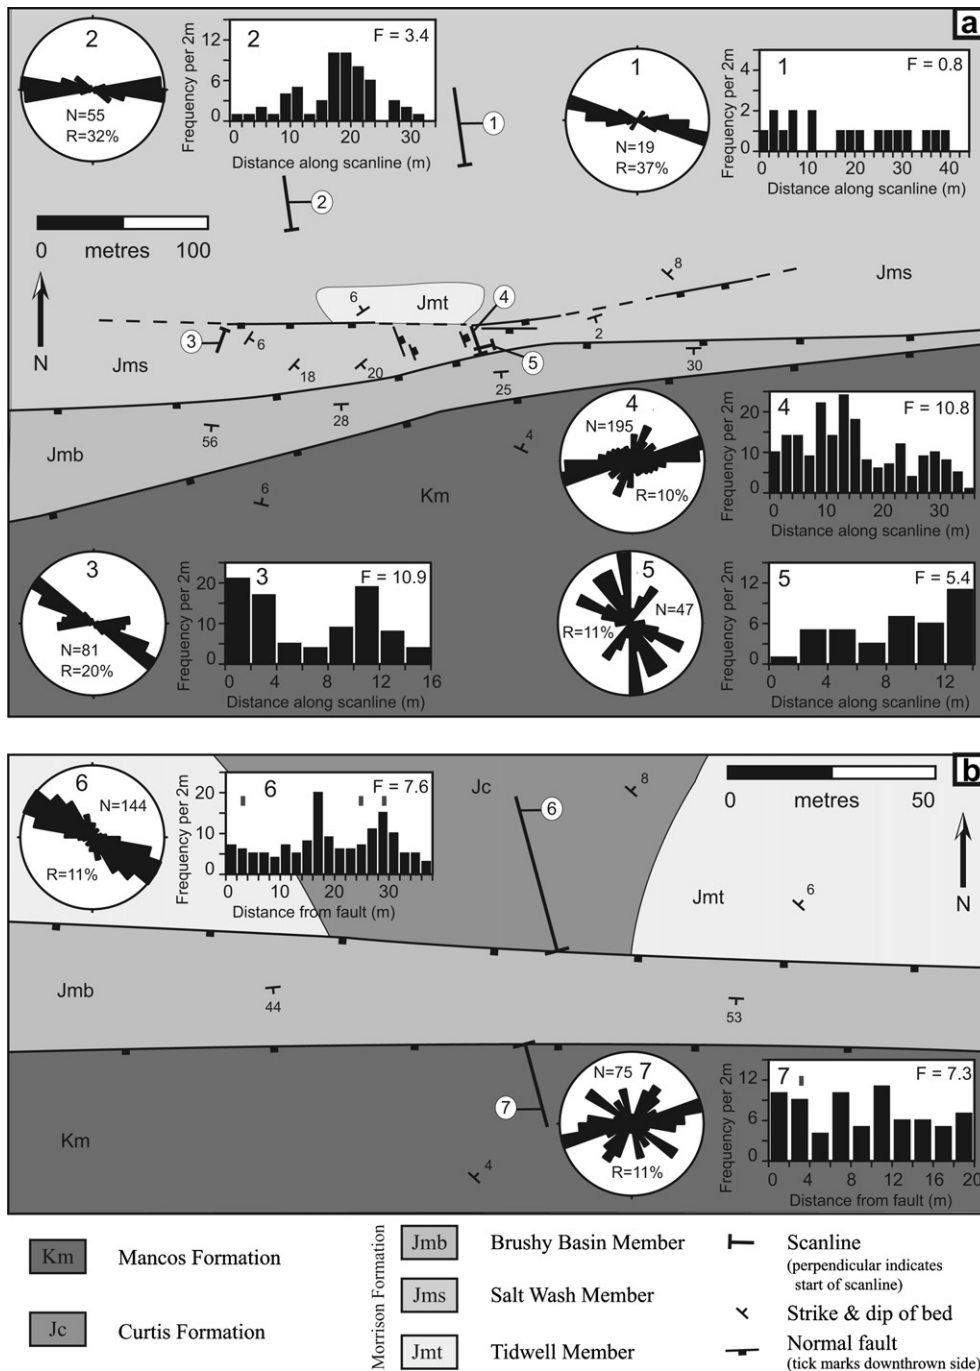 a
2
N=55
R=32%
2
F = 3.4
Frequency per 2m
12
6
0
0 10 20 30
Distance along scanline (m)
1
N=19
R=37%
1
F = 0.8
Frequency per 2m
4
2
0
0 10 20 30 40
Distance along scanline (m)
1
2
0 metres 100
N
Jms
8
6
Jmt
4
3
6
5
2
Jms
18
20
25
30
28
56
Jmb
4
6
Km
4
N=195
R=10%
4
F = 10.8
Frequency per 2m
20
10
0
0 10 20 30
Distance along scanline (m)
3
N=81
R=20%
3
F = 10.9
Frequency per 2m
20
10
0
0 4 8 12 16
Distance along scanline (m)
5
N=47
R=11%
5
F = 5.4
Frequency per 2m
12
6
0
0 4 8 12
Distance along scanline (m)
b
6
N=144
R=11%
6
F = 7.6
Frequency per 2m
20
10
0
0 10 20 30
Distance from fault (m)
Jc
8
6
0 metres 50
N
Jmt
6
Jmb
44
53
7
Km
4
N=75
7
R=11%
7
F = 7.3
Frequency per 2m
12
6
0
0 4 8 12 16 20
Distance from fault (m)
Km Mancos Formation
Jc Curtis Formation
Morrison Formation
Jmb Brushy Basin Member
Jms Salt Wash Member
Jmt Tidwell Member
Scanline
(perpendicular indicates
start of scanline)
Strike & dip of bed
Normal fault
(tick marks downthrown side)